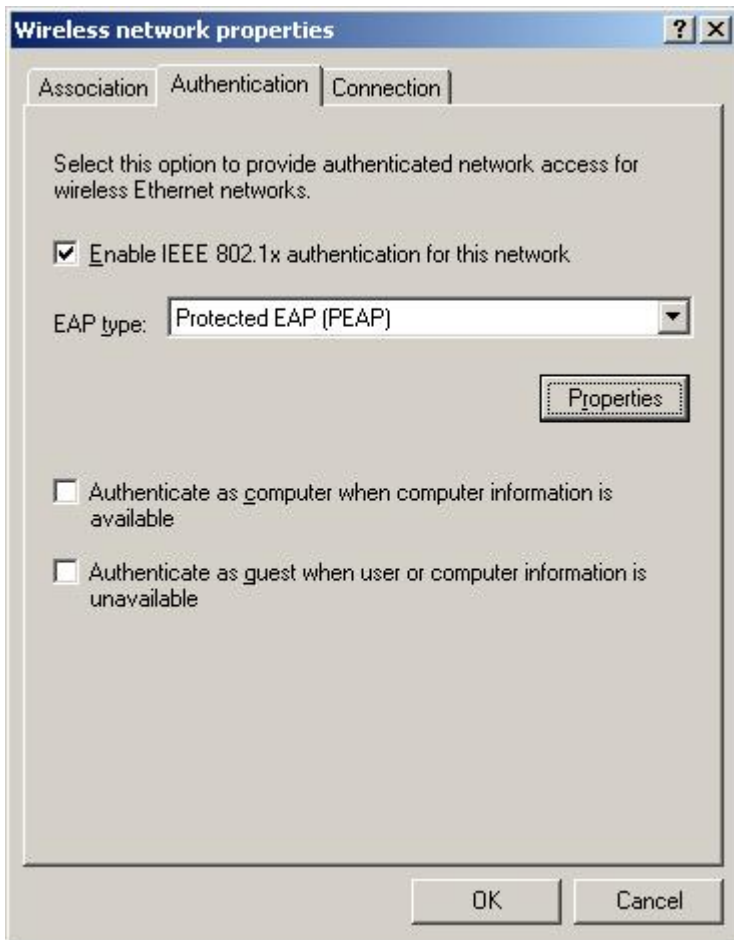 Wireless network properties
Association
Authentication
Connection
Select this option to provide authenticated network access for
wireless Ethernet networks.
Enable IEEE 802.1x authentication for this network
EAP type:
Protected EAP (PEAP)
Properties
Authenticate as computer when computer information is
available
Authenticate as guest when user or computer information is
unavailable
OK
Cancel